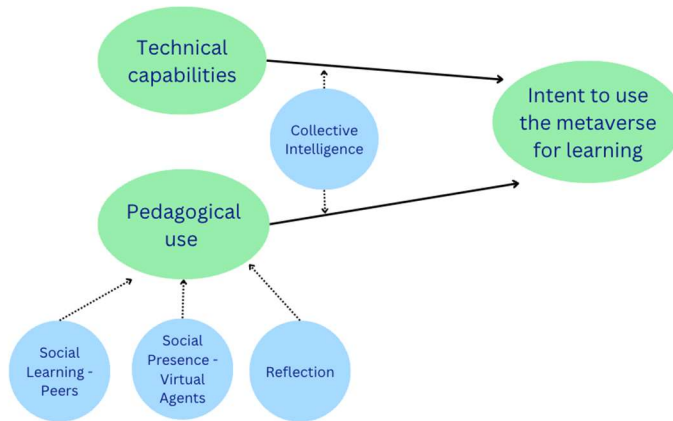 Technical
capabilities
Intent to use
the metaverse
for learning
Collective
Intelligence
Pedagogical
use
Social
Learning -
Peers
Social
Presence -
Virtual
Agents
Reflection